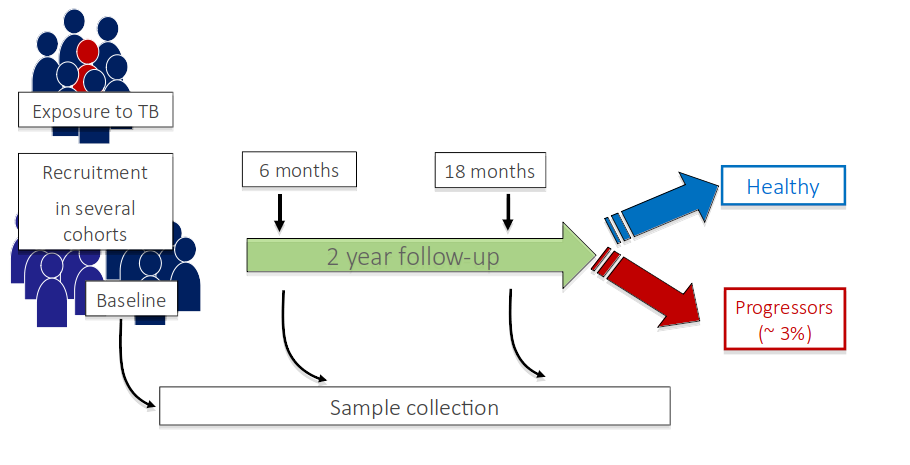 Exposure to TB
Recruitment
in several
cohorts
Baseline
6 months
18 months
2 year follow-up
Healthy
Progressors
(~ 3%)
Sample collection